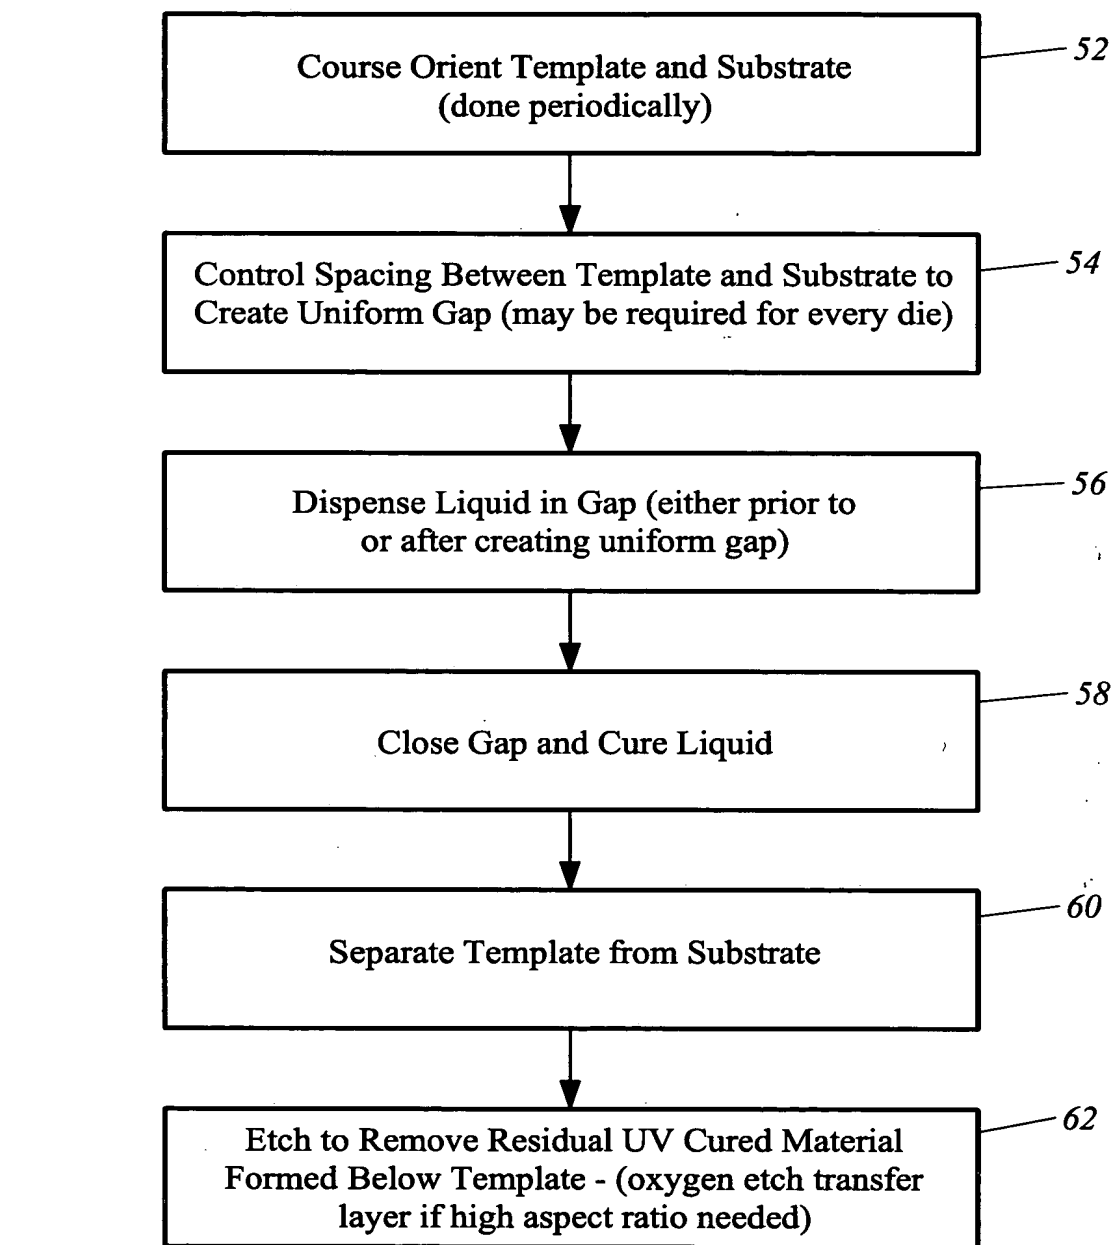 Course Orient Template and Substrate
(done periodically)
52
Control Spacing Between Template and Substrate to
Create Uniform Gap (may be required for every die)
54
Dispense Liquid in Gap (either prior to
or after creating uniform gap)
56
Close Gap and Cure Liquid
58
Separate Template from Substrate
60
Etch to Remove Residual UV Cured Material
Formed Below Template - (oxygen etch transfer
layer if high aspect ratio needed)
62